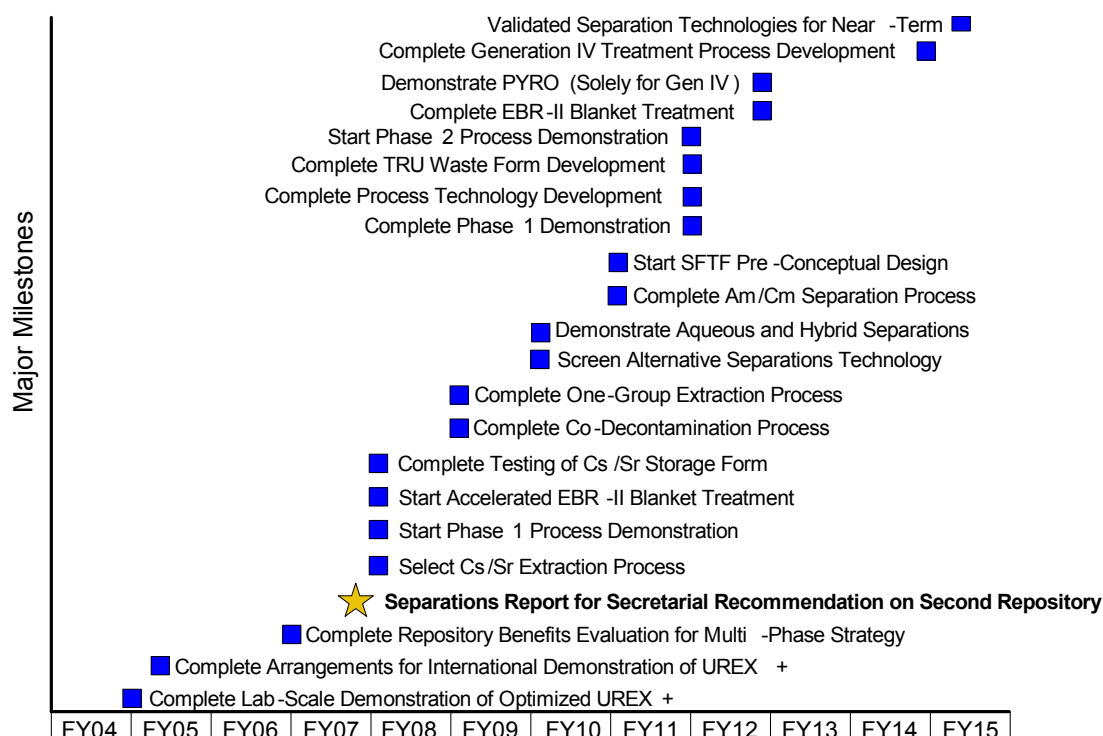 Validated Separation Technologies for Near -Term
Complete Generation IV Treatment Process Development
Demonstrate PYRO (Solely for Gen IV )
Complete EBR-II Blanket Treatment
Start Phase 2 Process Demonstration
Complete TRU Waste Form Development
Complete Process Technology Development
Complete Phase 1 Demonstration
Start SFTF Pre -Conceptual Design
Complete Am/Cm Separation Process
Demonstrate Aqueous and Hybrid Separations
Screen Alternative Separations Technology
Complete One-Group Extraction Process
Complete Co-Decontamination Process
Complete Testing of Cs /Sr Storage Form
Start Accelerated EBR -II Blanket Treatment
Start Phase 1 Process Demonstration
Select Cs/Sr Extraction Process
Separations Report for Secretarial Recommendation on Second Repository
Complete Repository Benefits Evaluation for Multi -Phase Strategy
Complete Arrangements for International Demonstration of UREX +
Complete Lab-Scale Demonstration of Optimized UREX +
Major Milestones
FY04 FY05 FY06 FY07 FY08 FY09 FY10 FY11 FY12 FY13 FY14 FY15